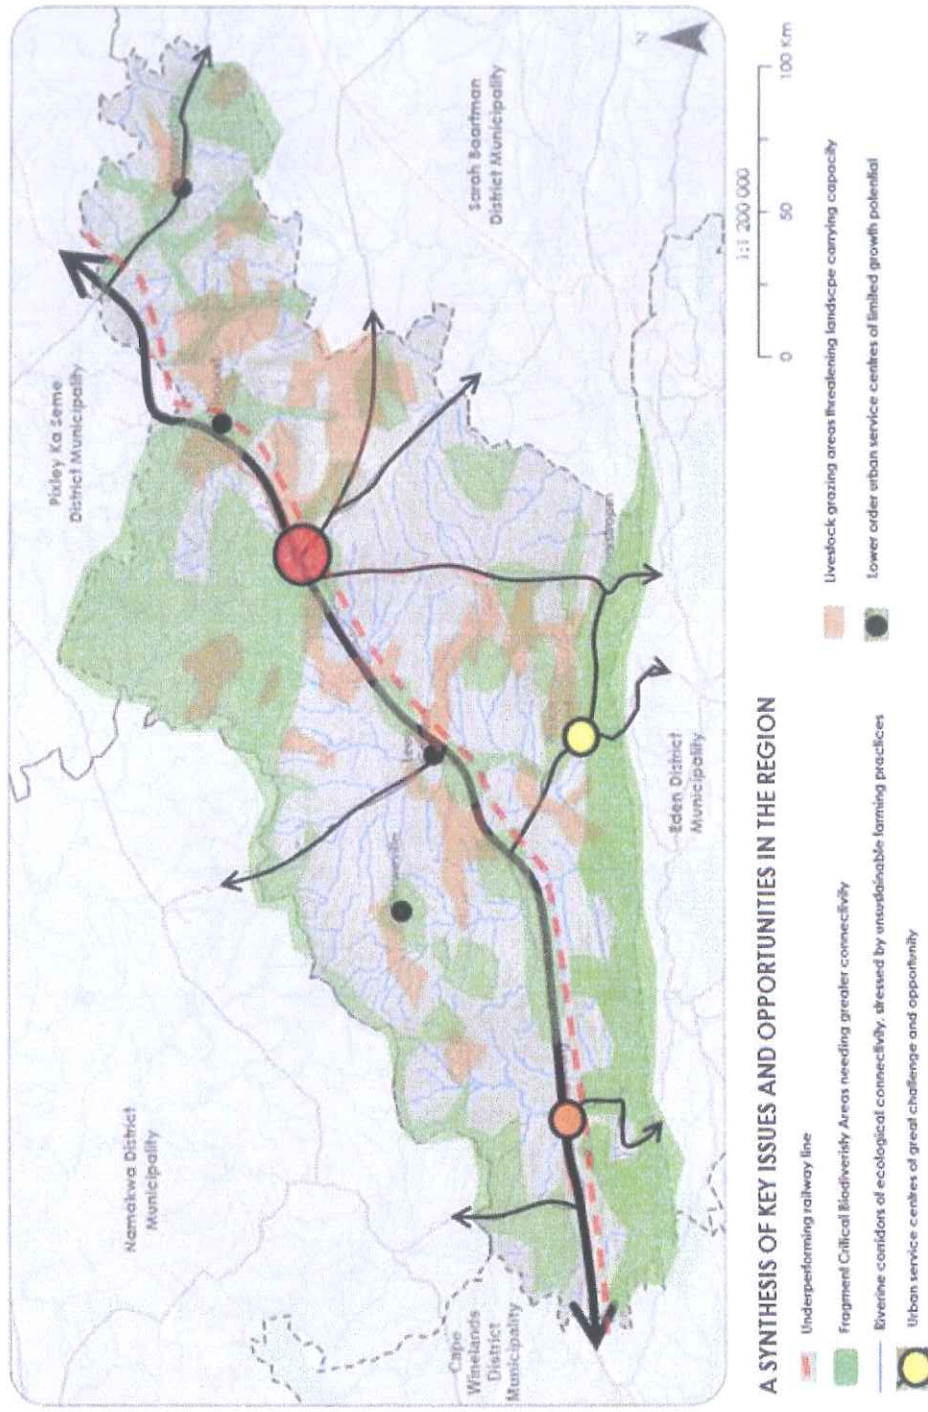 Namakwa District
Municipality
Cape
Winelands
District
Municipality
Pixley Ka Seme
District Municipality
Sarah Baartman
District Municipality
Eden District
Municipality
N
1:1 200 000
0 50 100 Km
A SYNTHESIS OF KEY ISSUES AND OPPORTUNITIES IN THE REGION
Underperforming railway line
Fragment Critical Biodiveristy Areas needing greater connectivity
Riverine corridors of ecological connectivity, stressed by unsustainable farming practices
Urban service centres of great challenge and opportunity
Livestock grazing areas threatening landscpe carrying capacity
Lower order urban service centres of limited growth potential